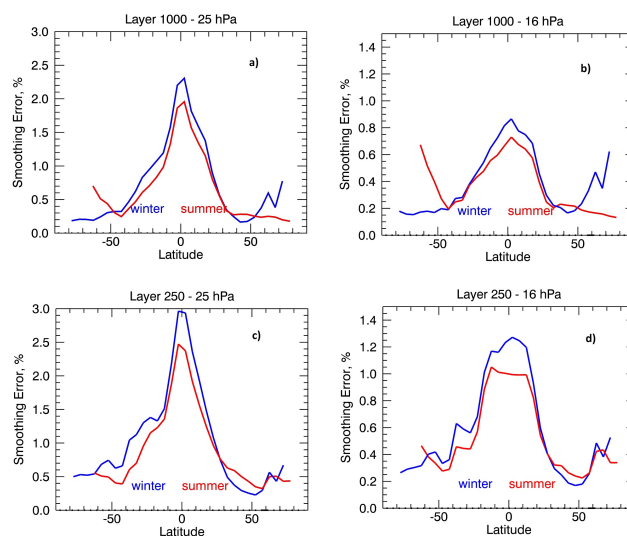 Layer 1000 - 25 hPa
3.0
2.5
2.0
1.5
1.0
0.5
0.0
Smoothing Error, %
a)
winter summer
-50 0 50
Latitude
Layer 1000 - 16 hPa
1.4
1.2
1.0
0.8
0.6
0.4
0.2
0.0
Smoothing Error, %
b)
winter summer
-50 0 50
Latitude
Layer 250 - 25 hPa
3.0
2.5
2.0
1.5
1.0
0.5
0.0
Smoothing Error, %
c)
winter summer
-50 0 50
Latitude
Layer 250 - 16 hPa
1.4
1.2
1.0
0.8
0.6
0.4
0.2
0.0
Smoothing Error, %
d)
winter summer
-50 0 50
Latitude